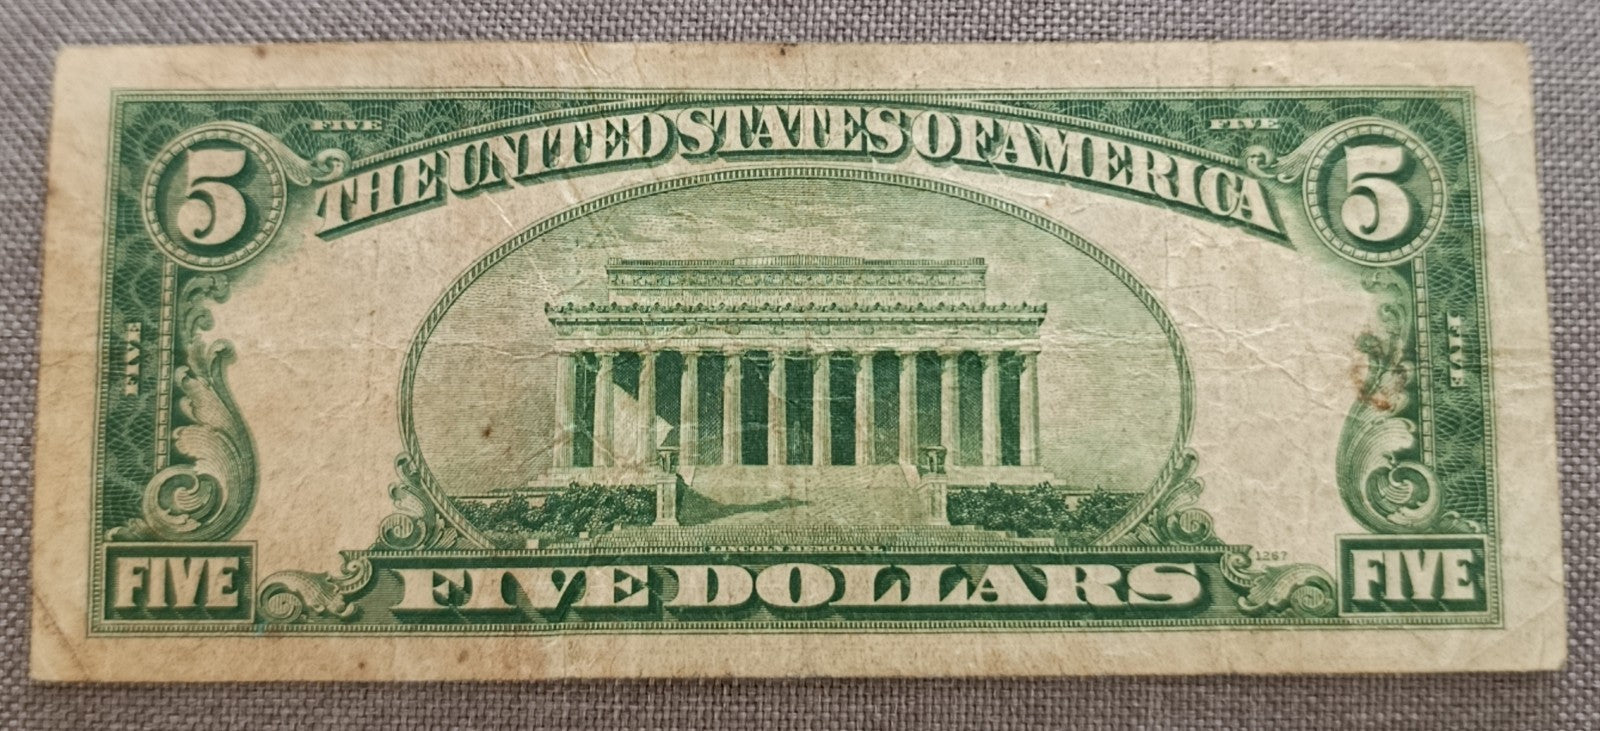 FIVE FIVE
5 THE UNITED STATES OF AMERICA 5
FIVE FIVE
LINCOLN MEMORIAL
1267
FIVE FIVE DOLLARS FIVE